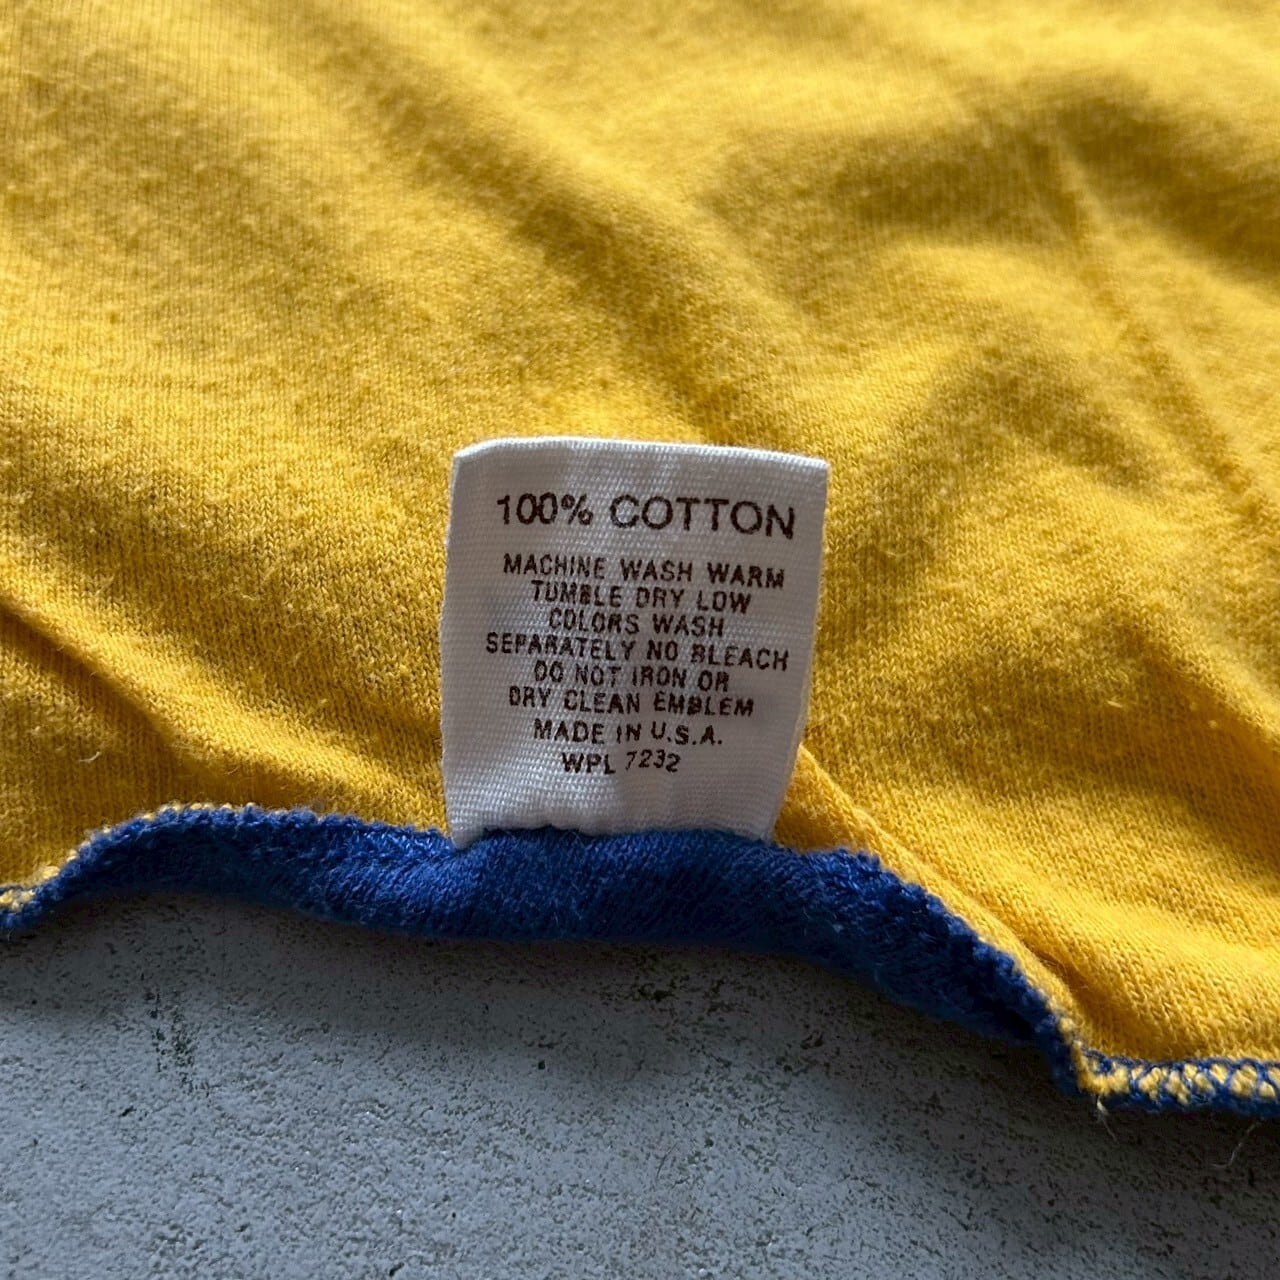 100% COTTON
MACHINE WASH WARM
TUMBLE DRY LOW
COLORS WASH
SEPARATELY NO BLEACH
DO NOT IRON OR
DRY CLEAN EMBLEM
MADE IN U.S.A.
WPL 7232